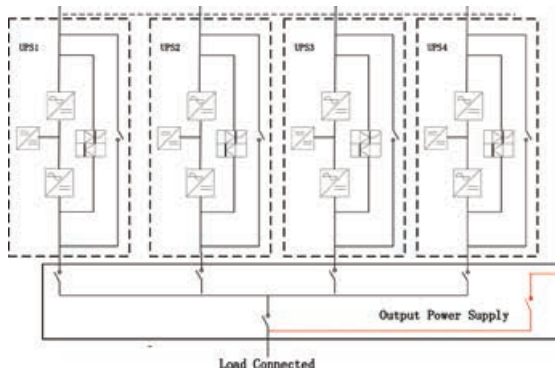 UPS1
UPS2
UPS3
UPS4
Output Power Supply
Load Connected